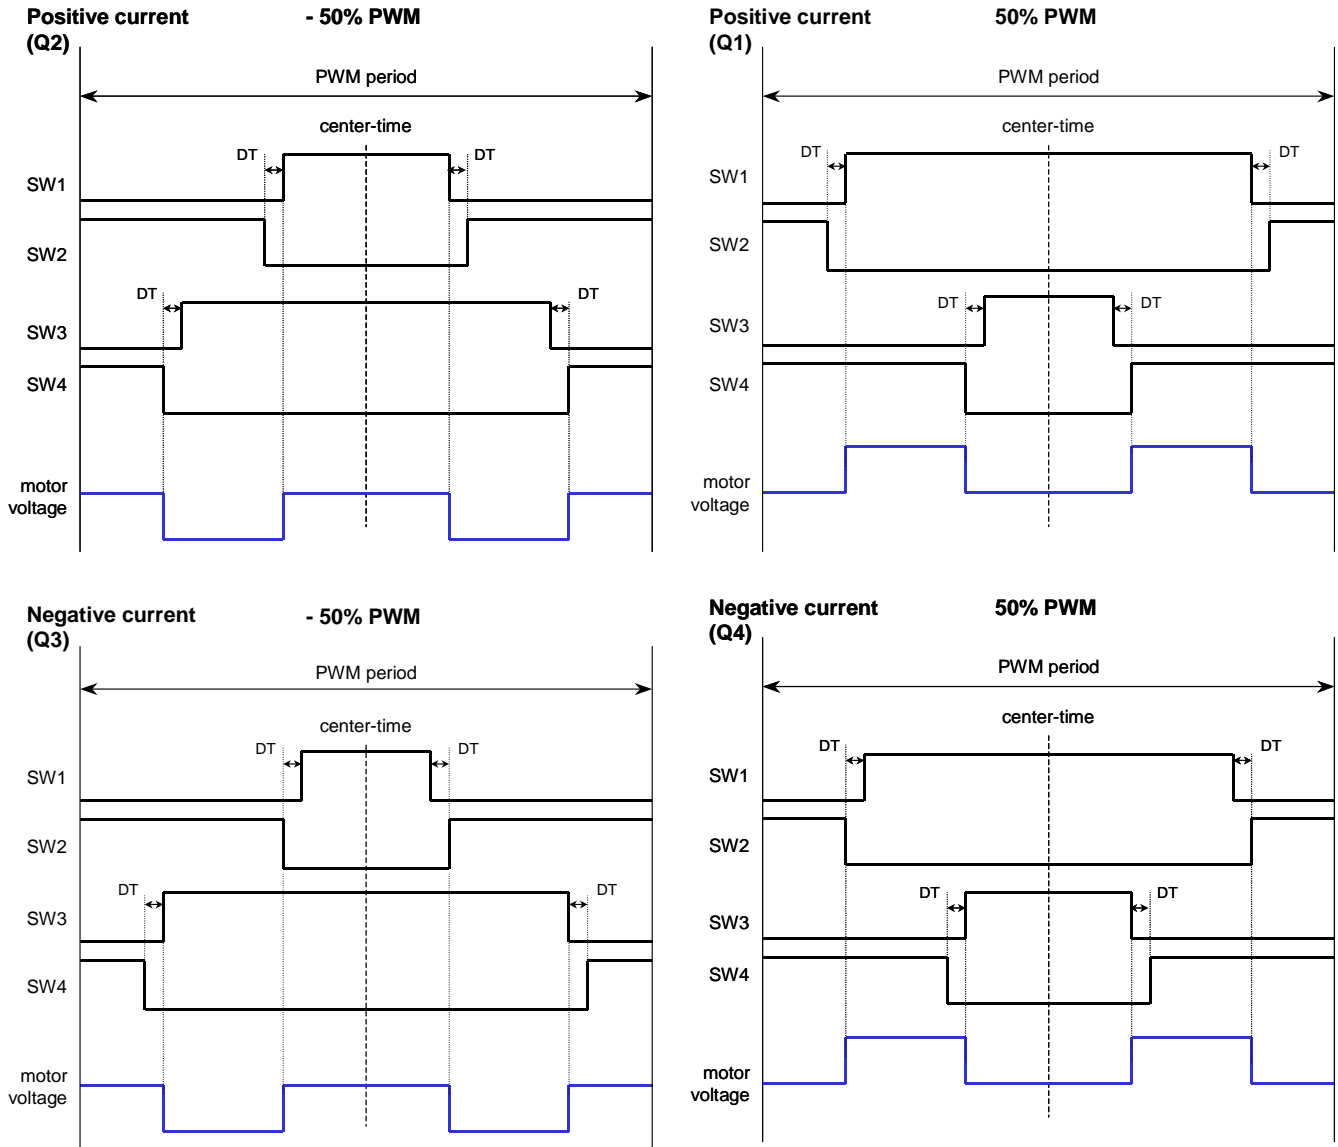 Positive current - 50% PWM
(Q2)
PWM period
center-time
DT DT
SW1
SW2
DT DT
SW3
SW4
motor
voltage
Positive current 50% PWM
(Q1)
PWM period
center-time
DT DT
SW1
SW2
DT DT
SW3
SW4
motor
voltage
Negative current - 50% PWM
(Q3)
PWM period
center-time
DT DT
SW1
SW2
DT DT
SW3
SW4
motor
voltage
Negative current 50% PWM
(Q4)
PWM period
center-time
DT DT
SW1
SW2
DT DT
SW3
SW4
motor
voltage